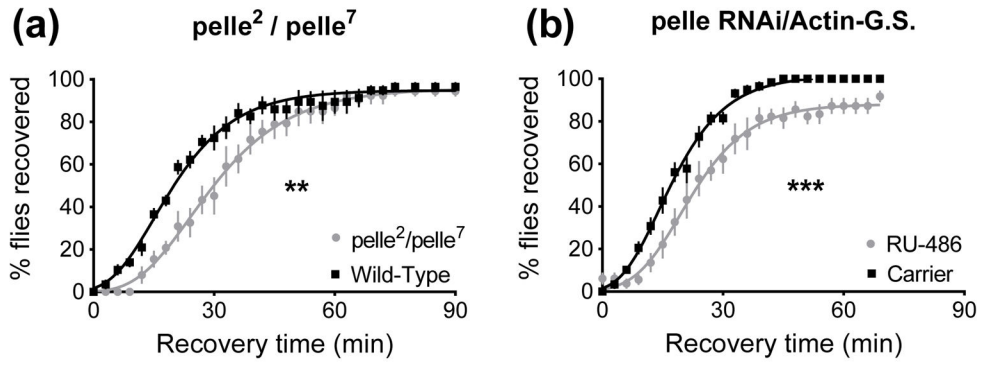 (a)
pelle² / pelle⁷
% flies recovered
100
80
60
40
20
0
**
pelle²/pelle⁷
Wild-Type
0 30 60 90
Recovery time (min)
(b)
pelle RNAi/Actin-G.S.
% flies recovered
100
80
60
40
20
0
***
RU-486
Carrier
0 30 60 90
Recovery time (min)